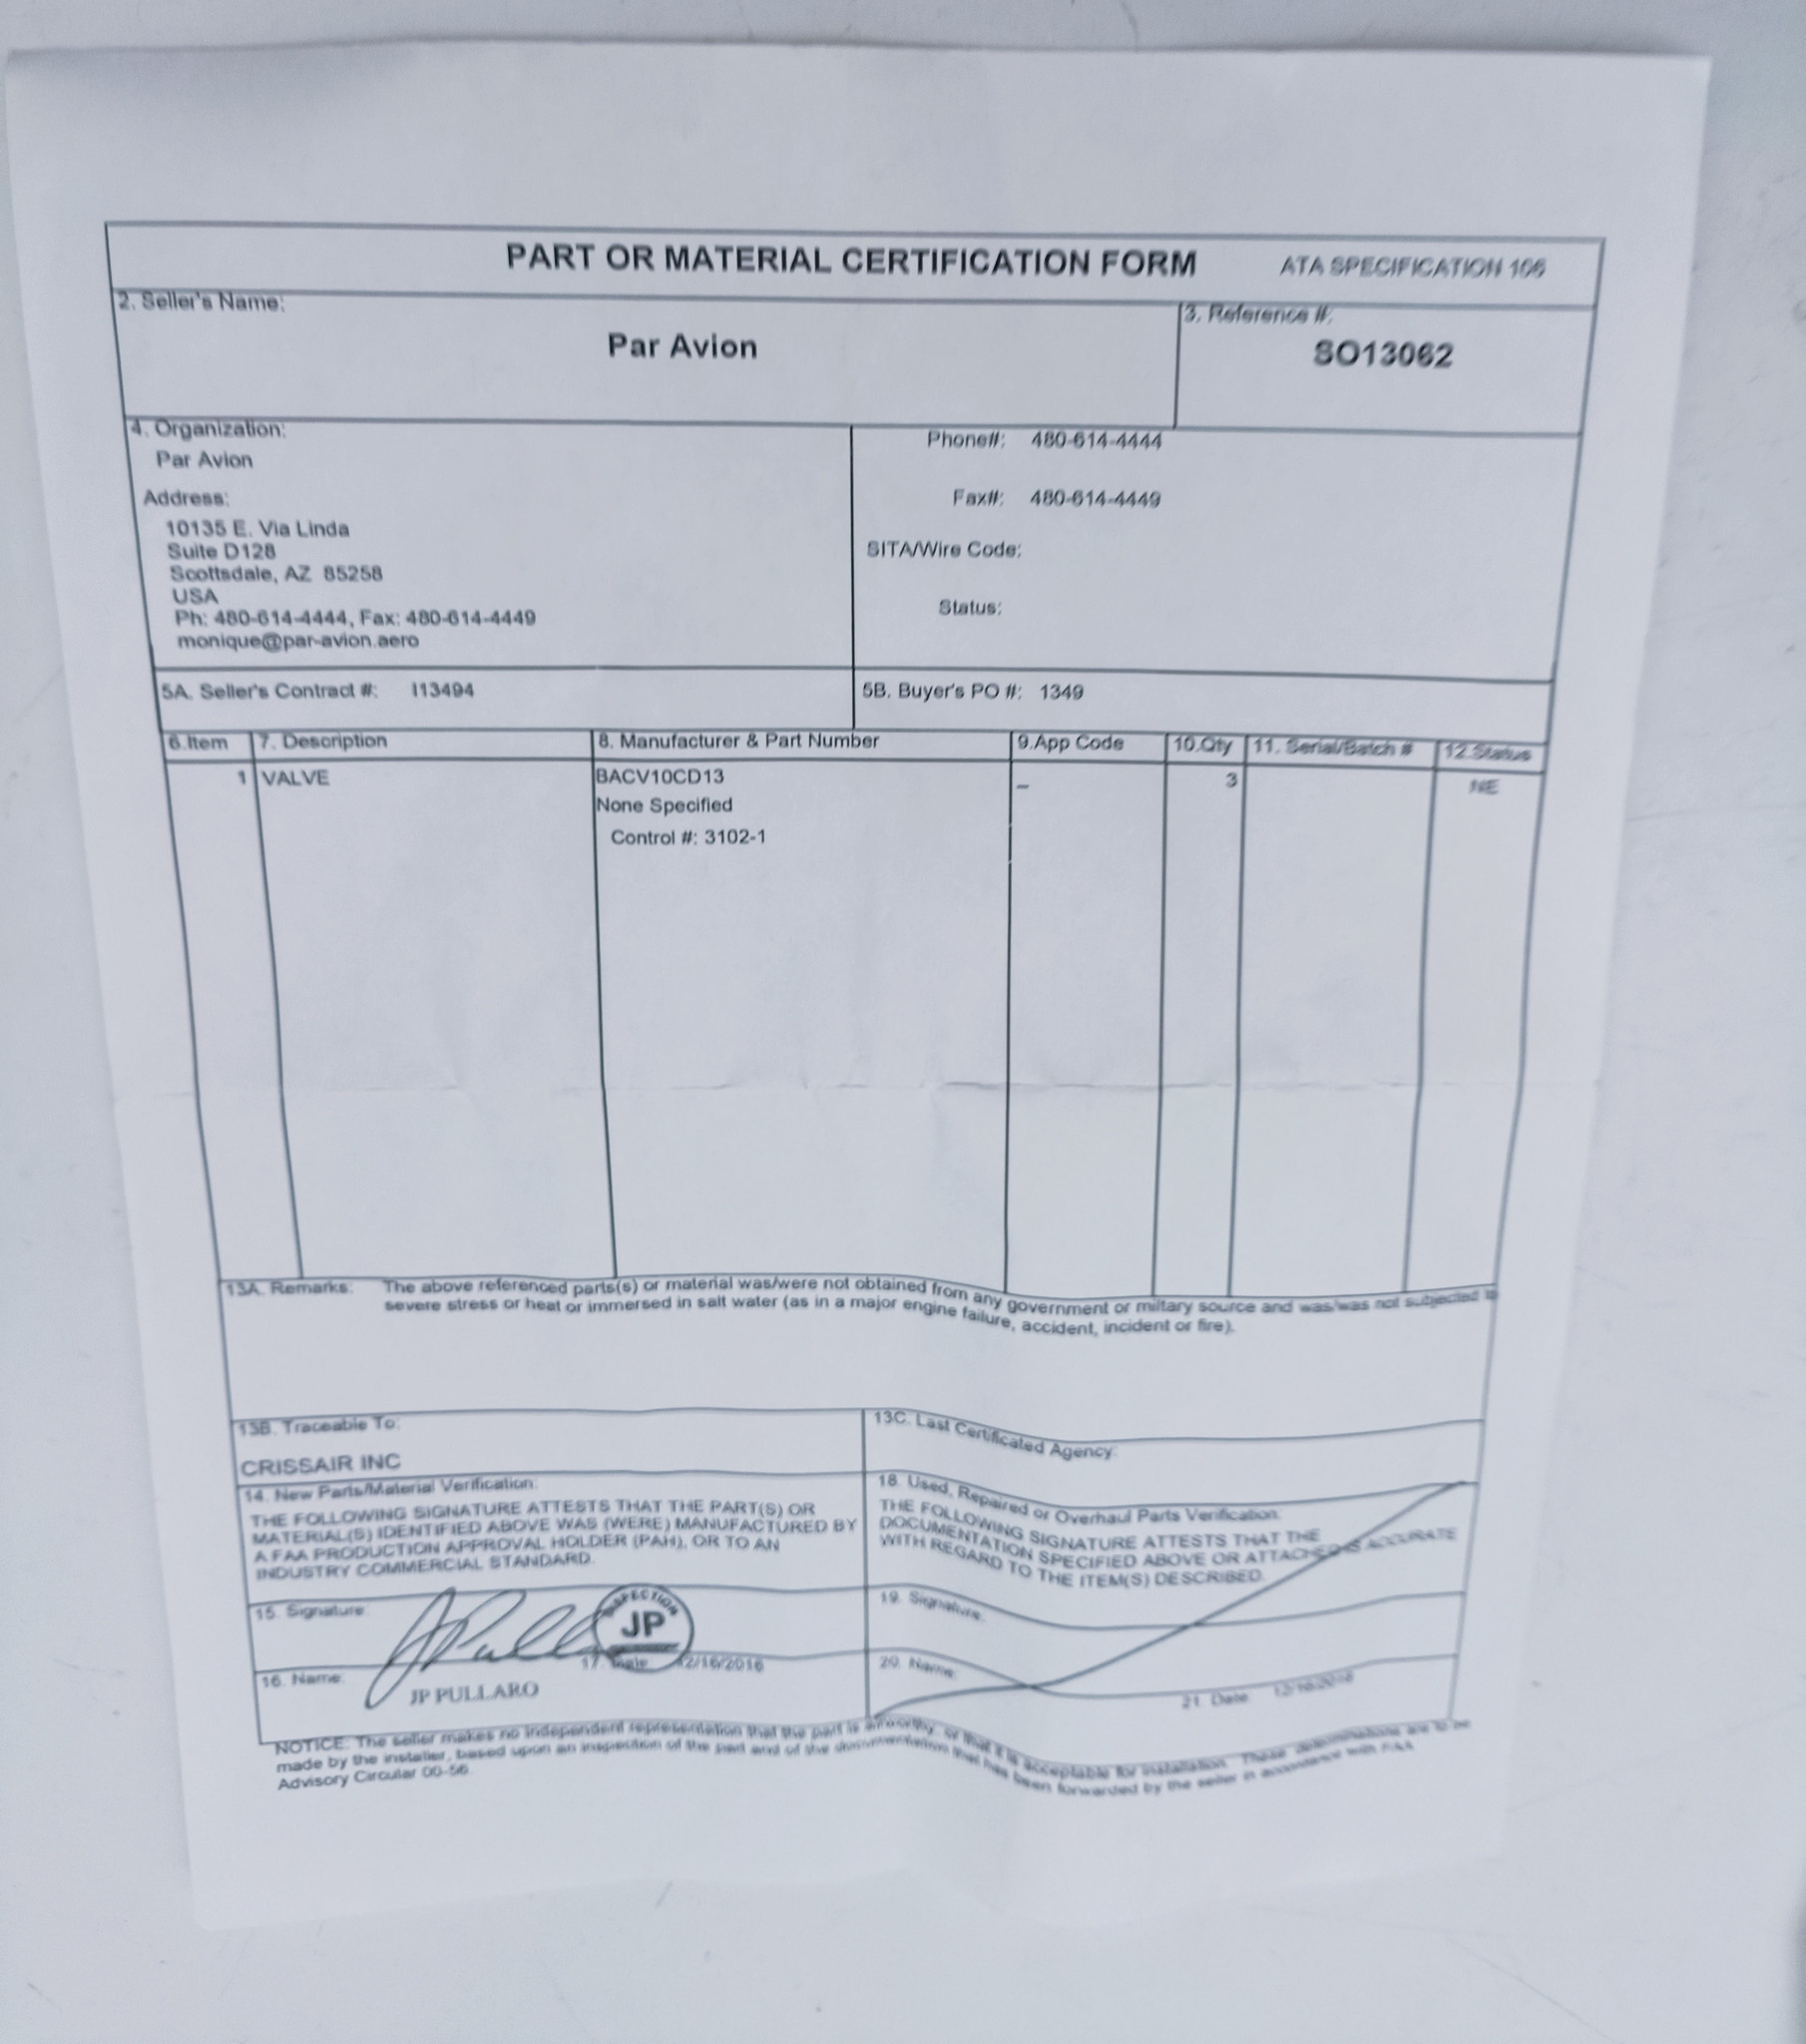 PART OR MATERIAL CERTIFICATION FORM ATA SPECIFICATION 106
2. Seller's Name:
Par Avion
3. Reference #:
SO13062
4. Organization:
Par Avion
Address:
10135 E. Via Linda
Suite D128
Scottsdale, AZ 85258
USA
Ph: 480-614-4444, Fax: 480-614-4449
monique@par-avion.aero
Phone#: 480-614-4444
Fax#: 480-614-4449
SITA/Wire Code:
Status:
5A. Seller's Contract #: I13494
5B. Buyer's PO #: 1349
6.Item 7. Description 8. Manufacturer & Part Number 9.App Code 10.Qty 11. Serial/Batch # 12.Status
1 VALVE BACV10CD13 _ 3 NE
None Specified
Control #: 3102-1
13A. Remarks: The above referenced parts(s) or material was/were not obtained from any government or miltary source and was/was not subjected to
severe stress or heat or immersed in salt water (as in a major engine failure, accident, incident or fire).
13B. Traceable To:
CRISSAIR INC
13C. Last Certificated Agency:
14. New Parts/Material Verification:
THE FOLLOWING SIGNATURE ATTESTS THAT THE PART(S) OR
MATERIAL(S) IDENTIFIED ABOVE WAS (WERE) MANUFACTURED BY
A FAA PRODUCTION APPROVAL HOLDER (PAH), OR TO AN
INDUSTRY COMMERCIAL STANDARD.
18. Used, Repaired or Overhaul Parts Verification:
THE FOLLOWING SIGNATURE ATTESTS THAT THE
DOCUMENTATION SPECIFIED ABOVE OR ATTACHED IS ACCURATE
WITH REGARD TO THE ITEM(S) DESCRIBED.
15. Signature:
JPull
INSPECTION
JP
16. Name:
JP PULLARO
17. Date 12/16/2016
19. Signature:
20. Name:
21. Date:
NOTICE: The seller makes no independent representation that the part is airworthy, or that it is acceptable for installation. These determinations are to be
made by the installer, based upon an inspection of the part and of the documentation that has been forwarded by the seller in accordance with FAA
Advisory Circular 00-56.